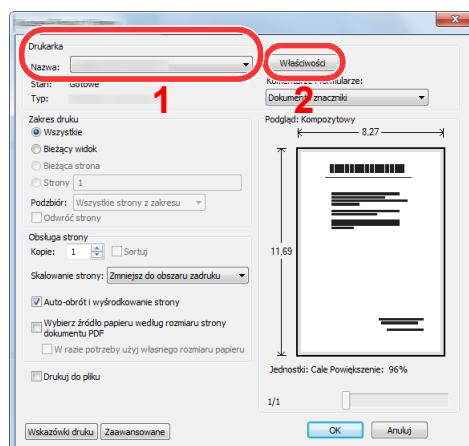 Drukarka
Nazwa:
Właściwości
Stan: Gotowe
Komentarze i formularze:
Typ:
Dokument i znaczniki
1
2
Zakres druku
Wszystkie
Bieżący widok
Bieżąca strona
Strony 1
Podzbiór: Wszystkie strony z zakresu
Odwróć strony
Obsługa strony
Kopie: 1 Sortuj
Skalowanie strony: Zmniejsz do obszaru zadruku
Auto-obrót i wyśrodkowanie strony
Wybierz źródło papieru według rozmiaru strony
dokumentu PDF
W razie potrzeby użyj własnego rozmiaru papieru
Drukuj do pliku
Podgląd: Kompozytowy
8,27
11,69
Jednostki: Cale Powiększenie: 96%
1/1
Wskazówki druku Zaawansowane
OK Anuluj